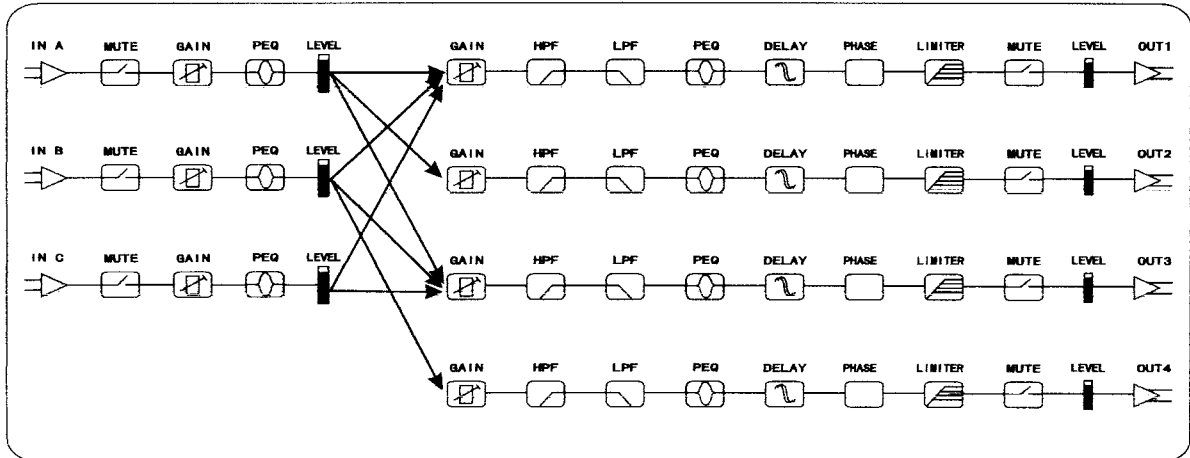 IN A MUTE GAIN PEQ LEVEL GAIN HPF LPF PEQ DELAY PHASE LIMITER MUTE LEVEL OUT1
IN B MUTE GAIN PEQ LEVEL GAIN HPF LPF PEQ DELAY PHASE LIMITER MUTE LEVEL OUT2
IN C MUTE GAIN PEQ LEVEL GAIN HPF LPF PEQ DELAY PHASE LIMITER MUTE LEVEL OUT3
GAIN HPF LPF PEQ DELAY PHASE LIMITER MUTE LEVEL OUT4